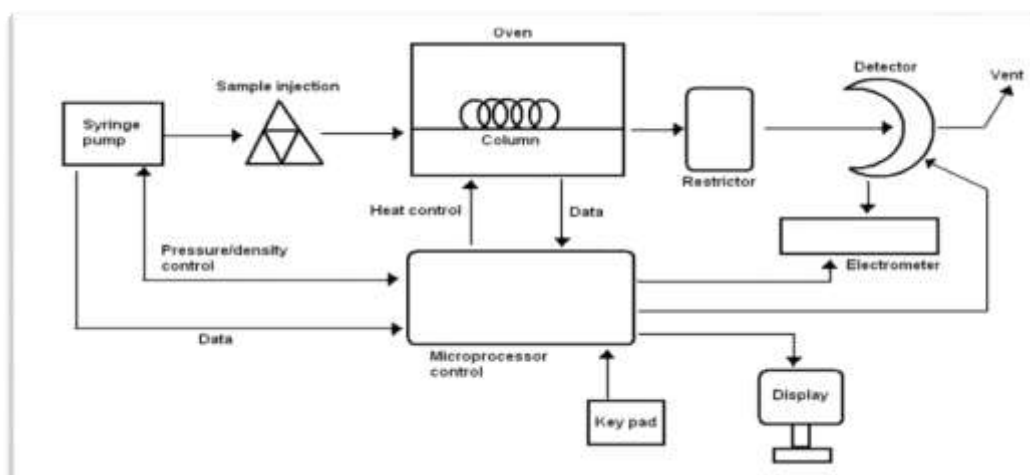 Oven
Sample injection
Detector
Vent
Syringe
pump
Column
Restrictor
Heat control
Data
Pressure/density
control
Electrometer
Data
Microprocessor
control
Key pad
Display